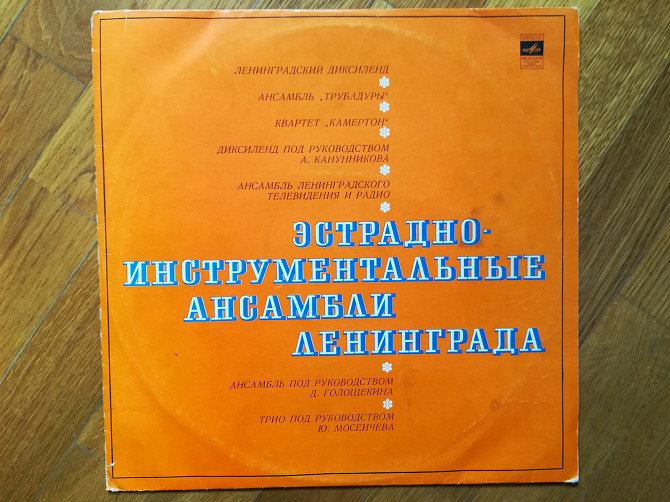 ЛЕНИНГРАДСКИЙ ДИКСИЛЕНД
АНСАМБЛЬ „ТРУБАДУРЫ"
КВАРТЕТ „КАМЕРТОН"
ДИКСИЛЕНД ПОД РУКОВОДСТВОМ
А. КАНУННИКОВА
АНСАМБЛЬ ЛЕНИНГРАДСКОГО
ТЕЛЕВИДЕНИЯ И РАДИО
ЭСТРАДНО-
ИНСТРУМЕНТАЛЬНЫЕ
АНСАМБЛИ
ЛЕНИНГРАДА
АНСАМБЛЬ ПОД РУКОВОДСТВОМ
Д. ГОЛОЩЕКИНА
ТРИО ПОД РУКОВОДСТВОМ
Ю. МОСЕИЧЕВА